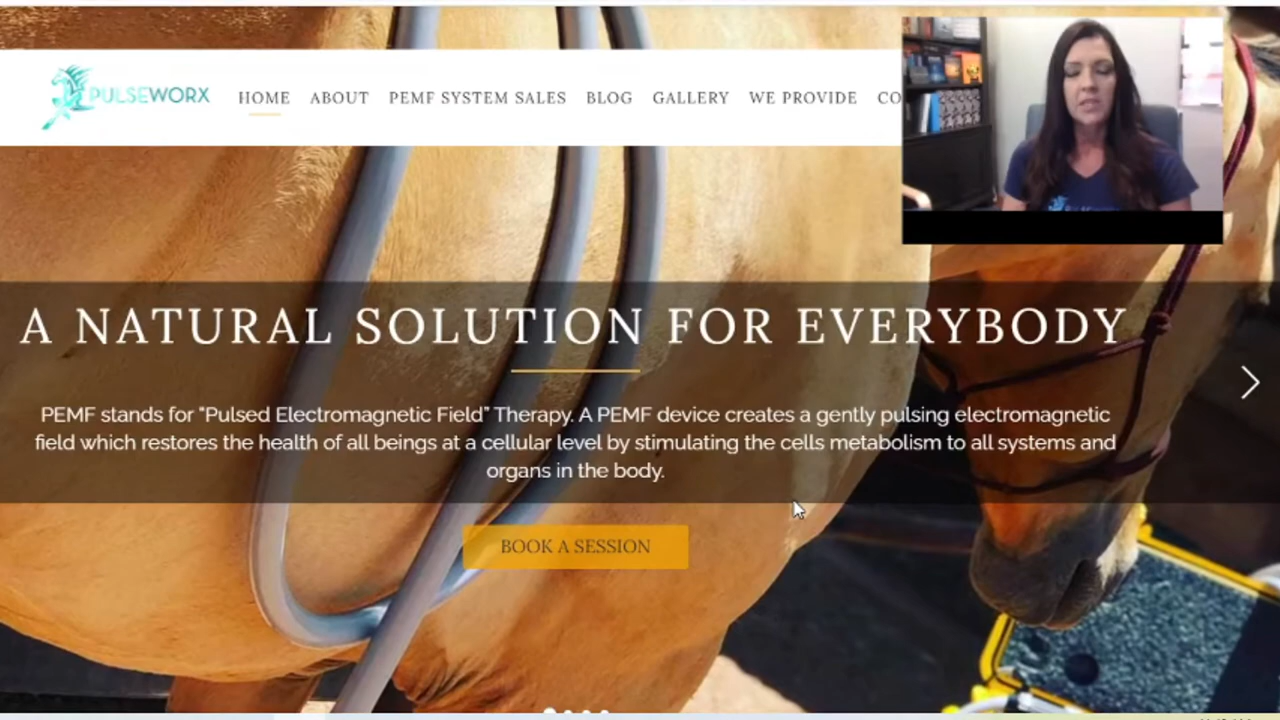 PULSEWORX
HOME ABOUT PEMF SYSTEM SALES BLOG GALLERY WE PROVIDE CO
A NATURAL SOLUTION FOR EVERYBODY
PEMF stands for "Pulsed Electromagnetic Field" Therapy. A PEMF device creates a gently pulsing electromagnetic
field which restores the health of all beings at a cellular level by stimulating the cells metabolism to all systems and
organs in the body.
BOOK A SESSION